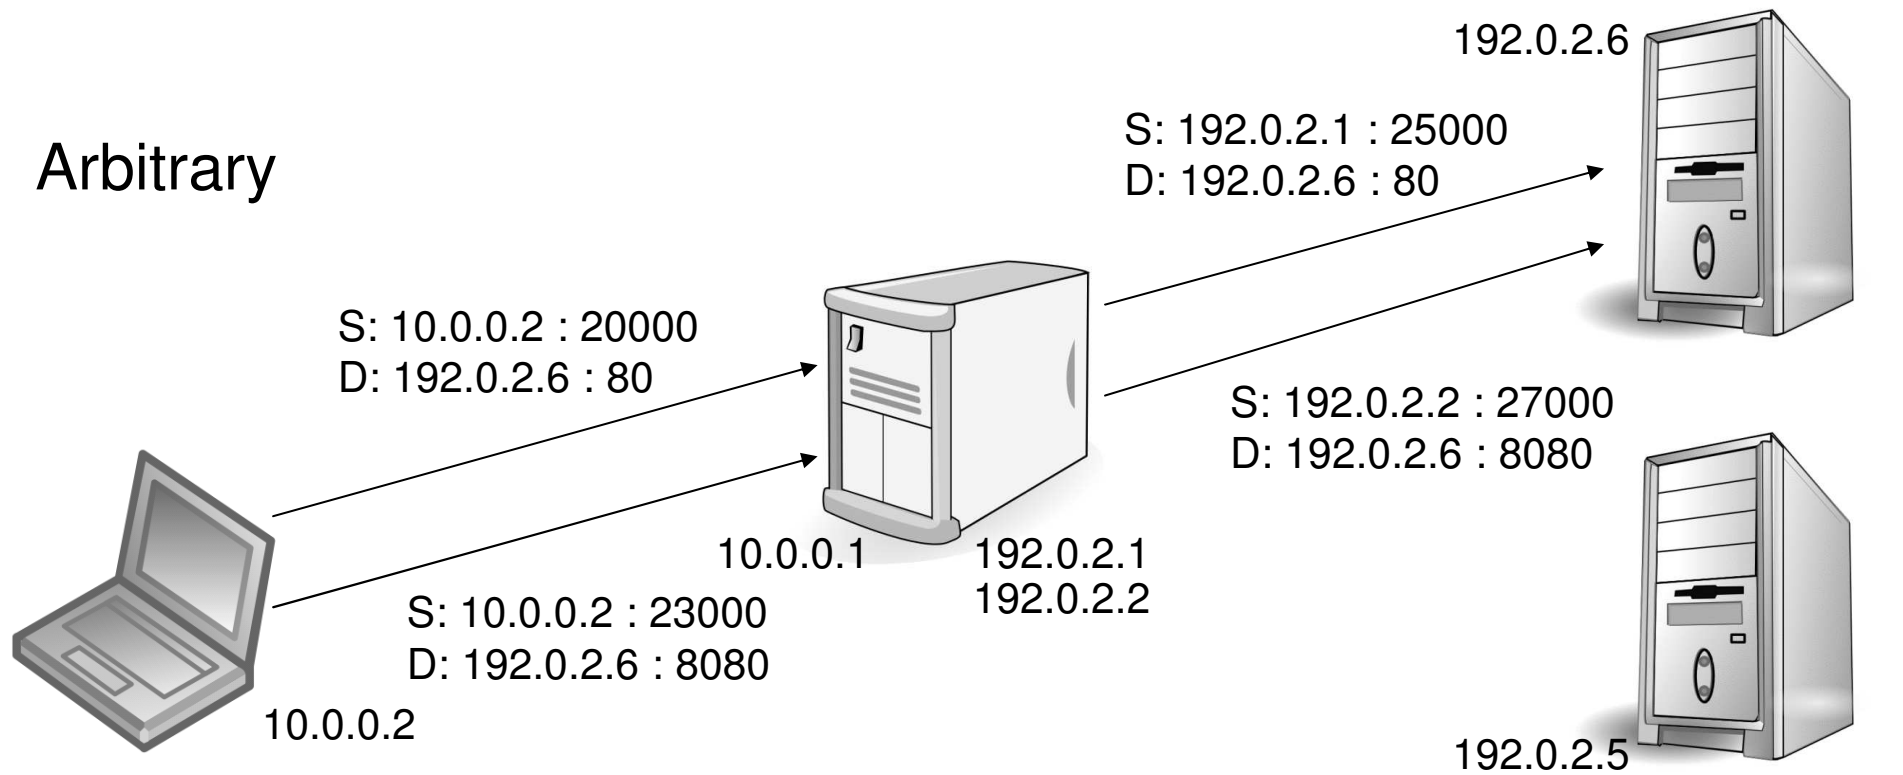 192.0.2.6
S: 192.0.2.1 : 25000
D: 192.0.2.6 : 80
Arbitrary
S: 10.0.0.2 : 20000
D: 192.0.2.6 : 80
S: 192.0.2.2 : 27000
D: 192.0.2.6 : 8080
10.0.0.1
192.0.2.1
192.0.2.2
S: 10.0.0.2 : 23000
D: 192.0.2.6 : 8080
10.0.0.2
192.0.2.5